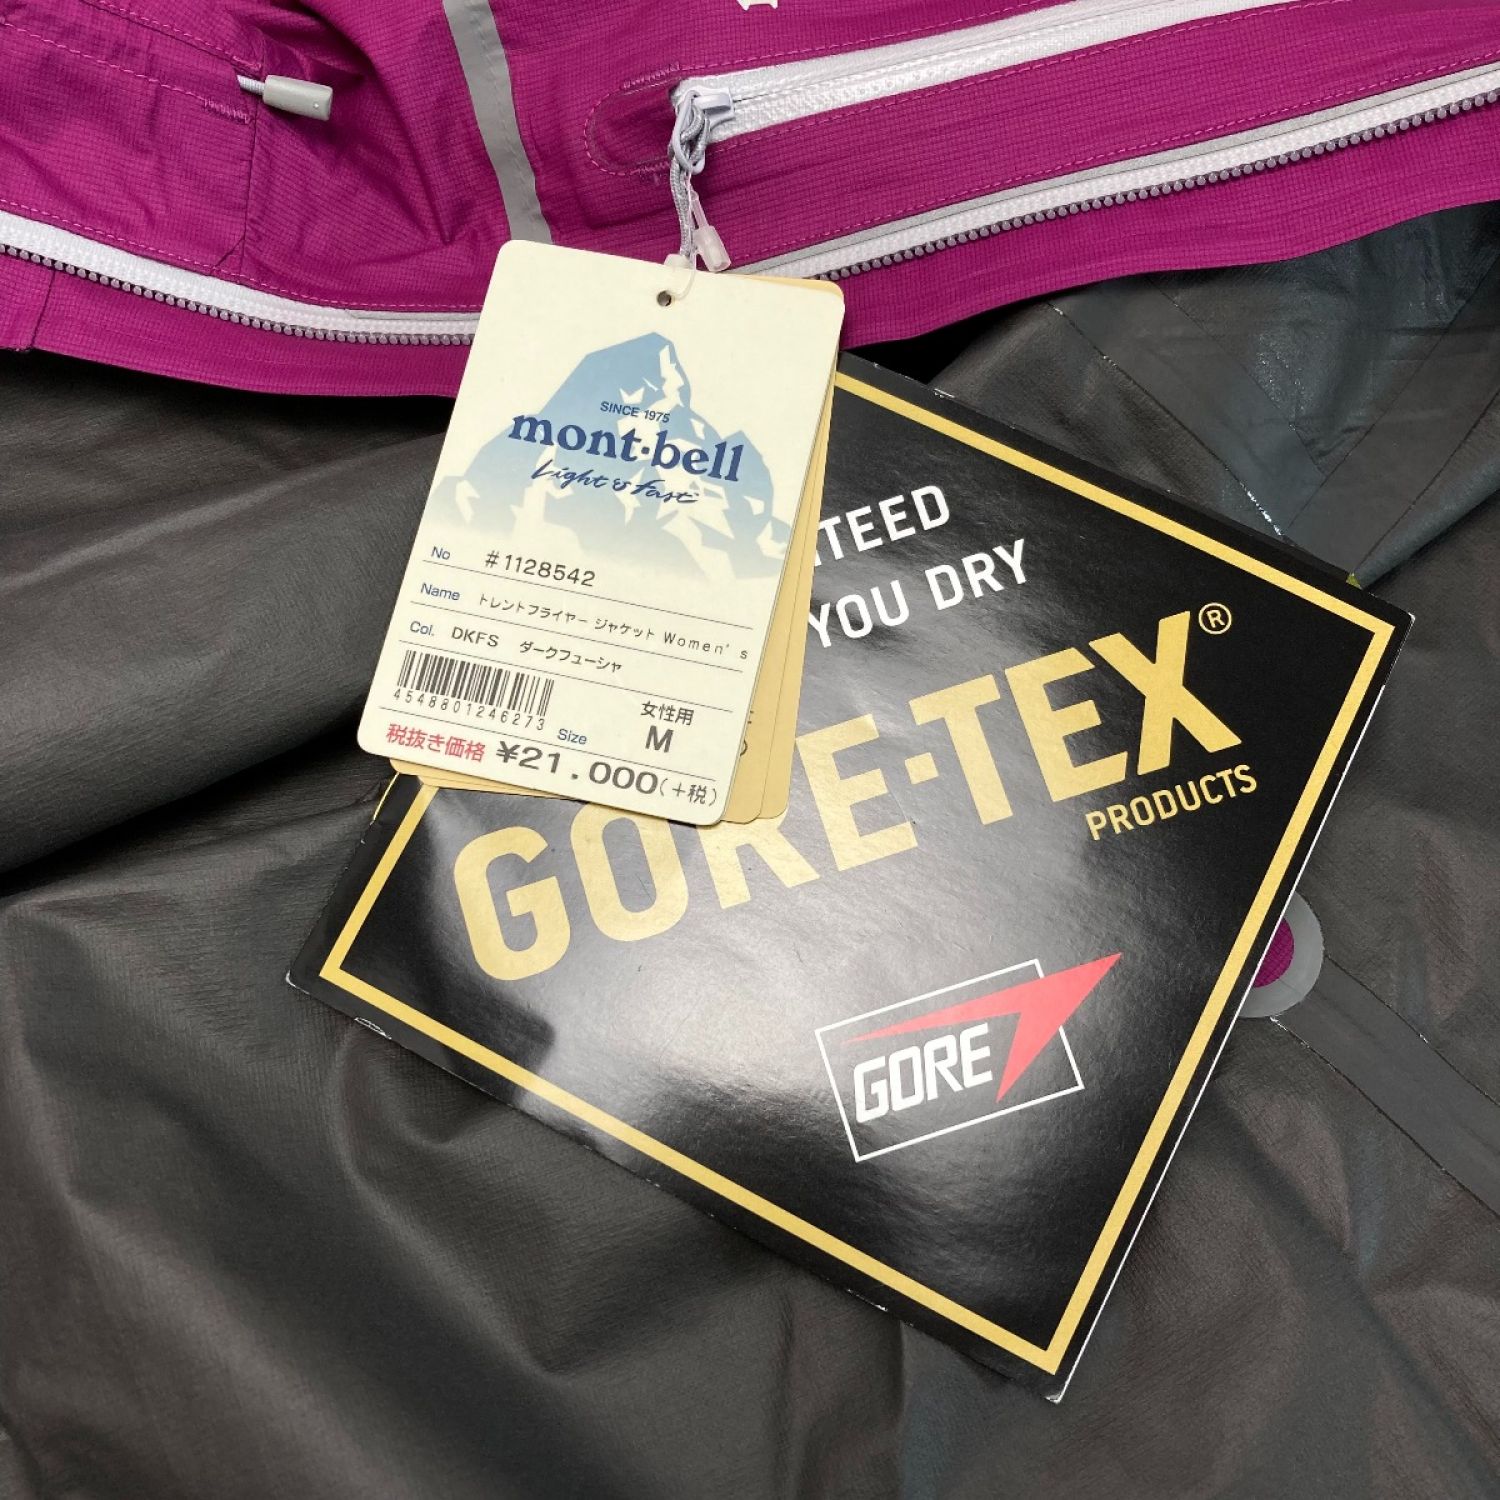 SINCE 1975
mont-bell
Light & Fast
No #1128542
Name トレントフライヤー ジャケット Women's
Col. DKFS ダークフューシャ
4548801246273
女性用
Size M
税抜き価格 ¥21.000(+税)
TEED
YOU DRY
GORE-TEX®
PRODUCTS
GORE